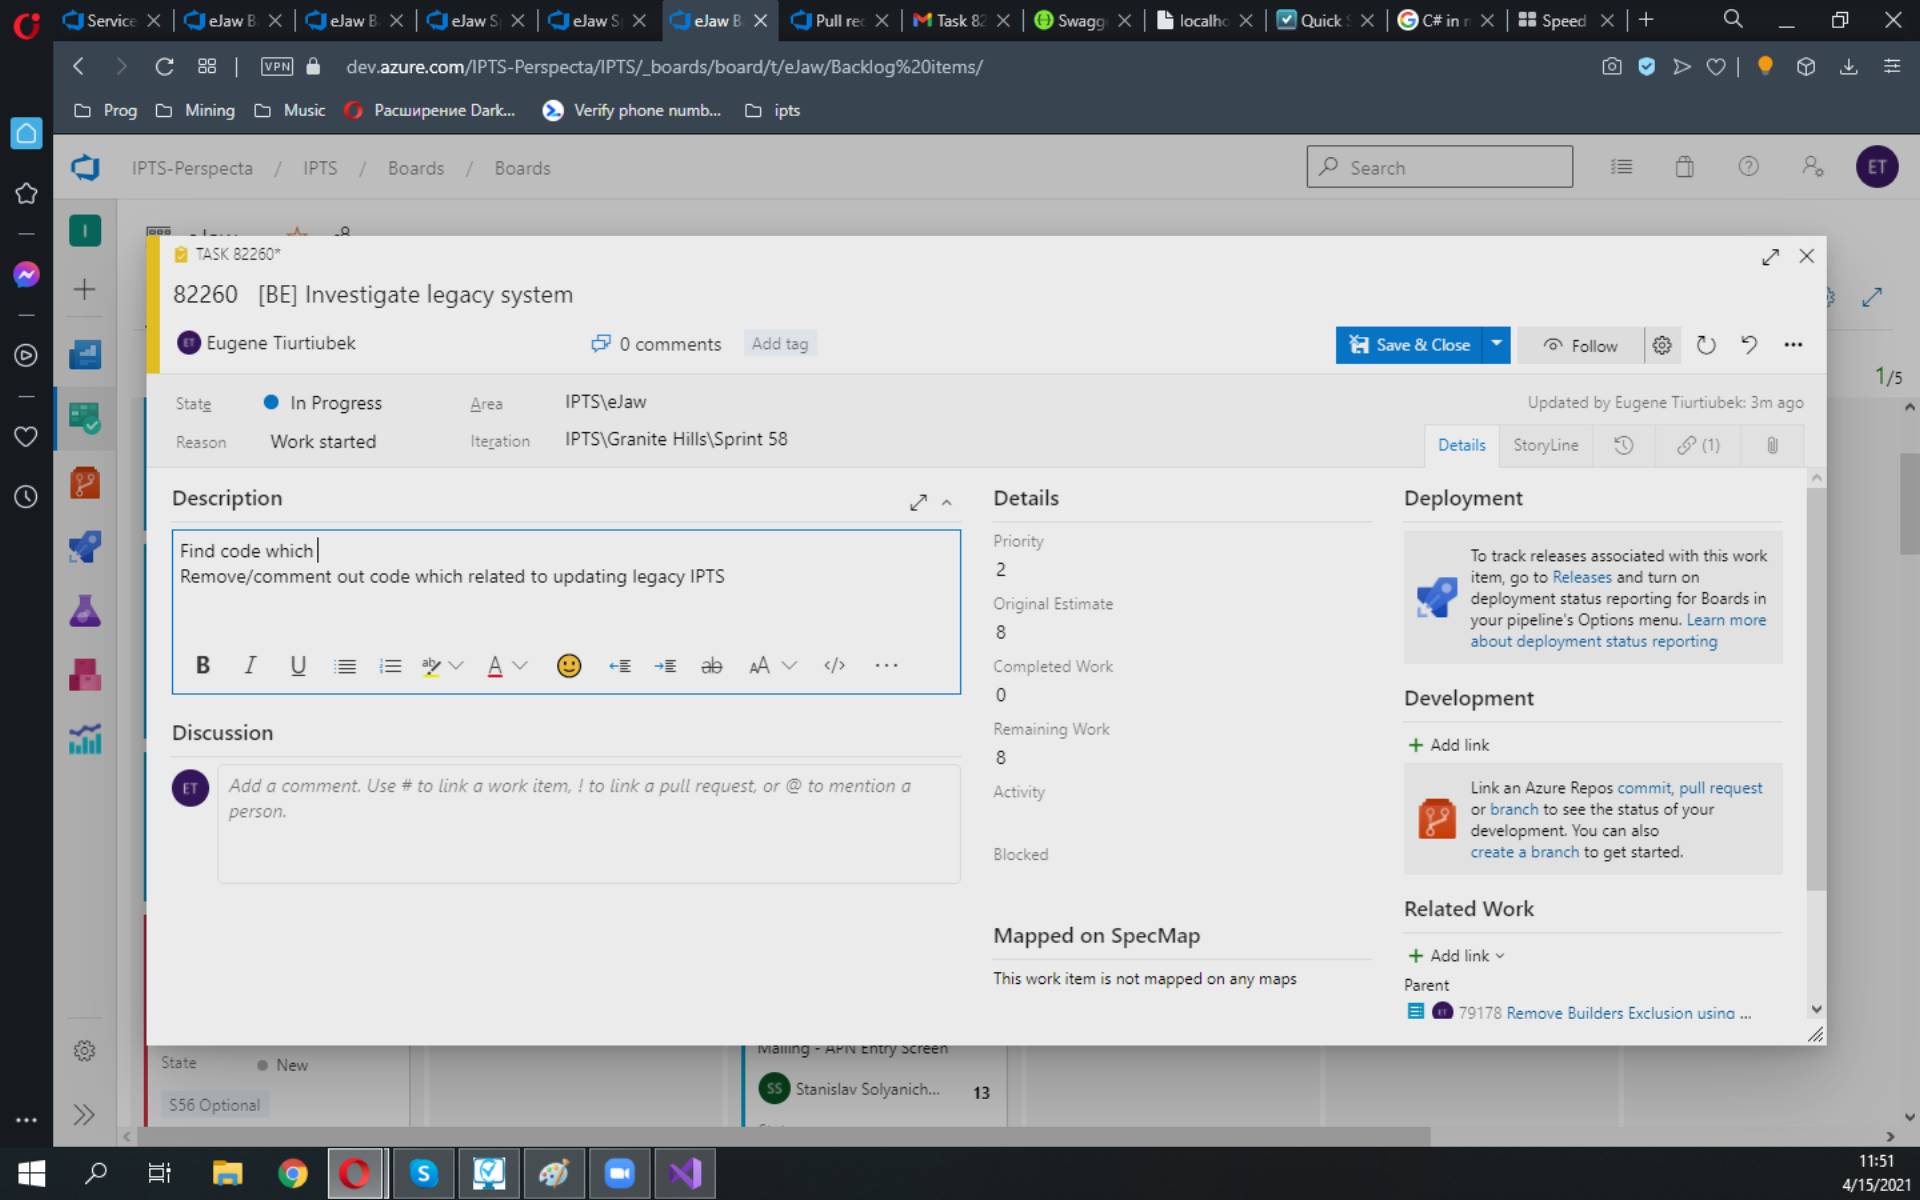 Service
eJaw B
eJaw B
eJaw S
eJaw S
eJaw B
Pull rec
Task 82
Swagg
localho
Quick S
C# in r
Speed
VPN
dev.azure.com/IPTS-Perspecta/IPTS/_boards/board/t/eJaw/Backlog%20items/
Prog
Mining
Music
Расширение Dark...
Verify phone numb...
ipts
IPTS-Perspecta / IPTS / Boards / Boards
Search
ET
I
TASK 82260*
82260 [BE] Investigate legacy system
ET Eugene Tiurtiubek
0 comments
Add tag
Save & Close
Follow
1/5
State In Progress
Area IPTS\eJaw
Updated by Eugene Tiurtiubek: 3m ago
Reason Work started
Iteration IPTS\Granite Hills\Sprint 58
Details
StoryLine
(1)
Description
Find code which
Remove/comment out code which related to updating legacy IPTS
B I U ab A ab AA </> ...
Discussion
ET
Add a comment. Use # to link a work item, ! to link a pull request, or @ to mention a
person.
Details
Priority
2
Original Estimate
8
Completed Work
0
Remaining Work
8
Activity
Blocked
Mapped on SpecMap
This work item is not mapped on any maps
Deployment
To track releases associated with this work
item, go to Releases and turn on
deployment status reporting for Boards in
your pipeline's Options menu. Learn more
about deployment status reporting
Development
Add link
Link an Azure Repos commit, pull request
or branch to see the status of your
development. You can also
create a branch to get started.
Related Work
Add link
Parent
79178 Remove Builders Exclusion using ...
State New
S56 Optional
Mailing - APN Entry Screen
SS Stanislav Solyanich... 13
11:51
4/15/2021